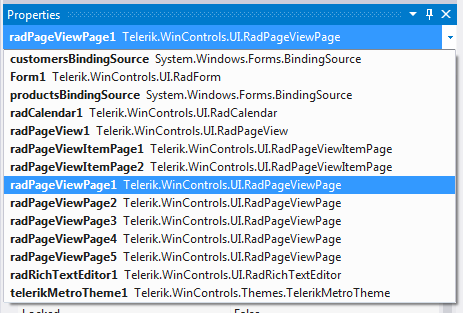 Properties
radPageViewPage1 Telerik.WinControls.UI.RadPageViewPage
customersBindingSource System.Windows.Forms.BindingSource
Form1 Telerik.WinControls.UI.RadForm
productsBindingSource System.Windows.Forms.BindingSource
radCalendar1 Telerik.WinControls.UI.RadCalendar
radPageView1 Telerik.WinControls.UI.RadPageView
radPageViewItemPage1 Telerik.WinControls.UI.RadPageViewItemPage
radPageViewItemPage2 Telerik.WinControls.UI.RadPageViewItemPage
radPageViewPage1 Telerik.WinControls.UI.RadPageViewPage
radPageViewPage2 Telerik.WinControls.UI.RadPageViewPage
radPageViewPage3 Telerik.WinControls.UI.RadPageViewPage
radPageViewPage4 Telerik.WinControls.UI.RadPageViewPage
radPageViewPage5 Telerik.WinControls.UI.RadPageViewPage
radRichTextEditor1 Telerik.WinControls.UI.RadRichTextEditor
telerikMetroTheme1 Telerik.WinControls.Themes.TelerikMetroTheme
Locked False